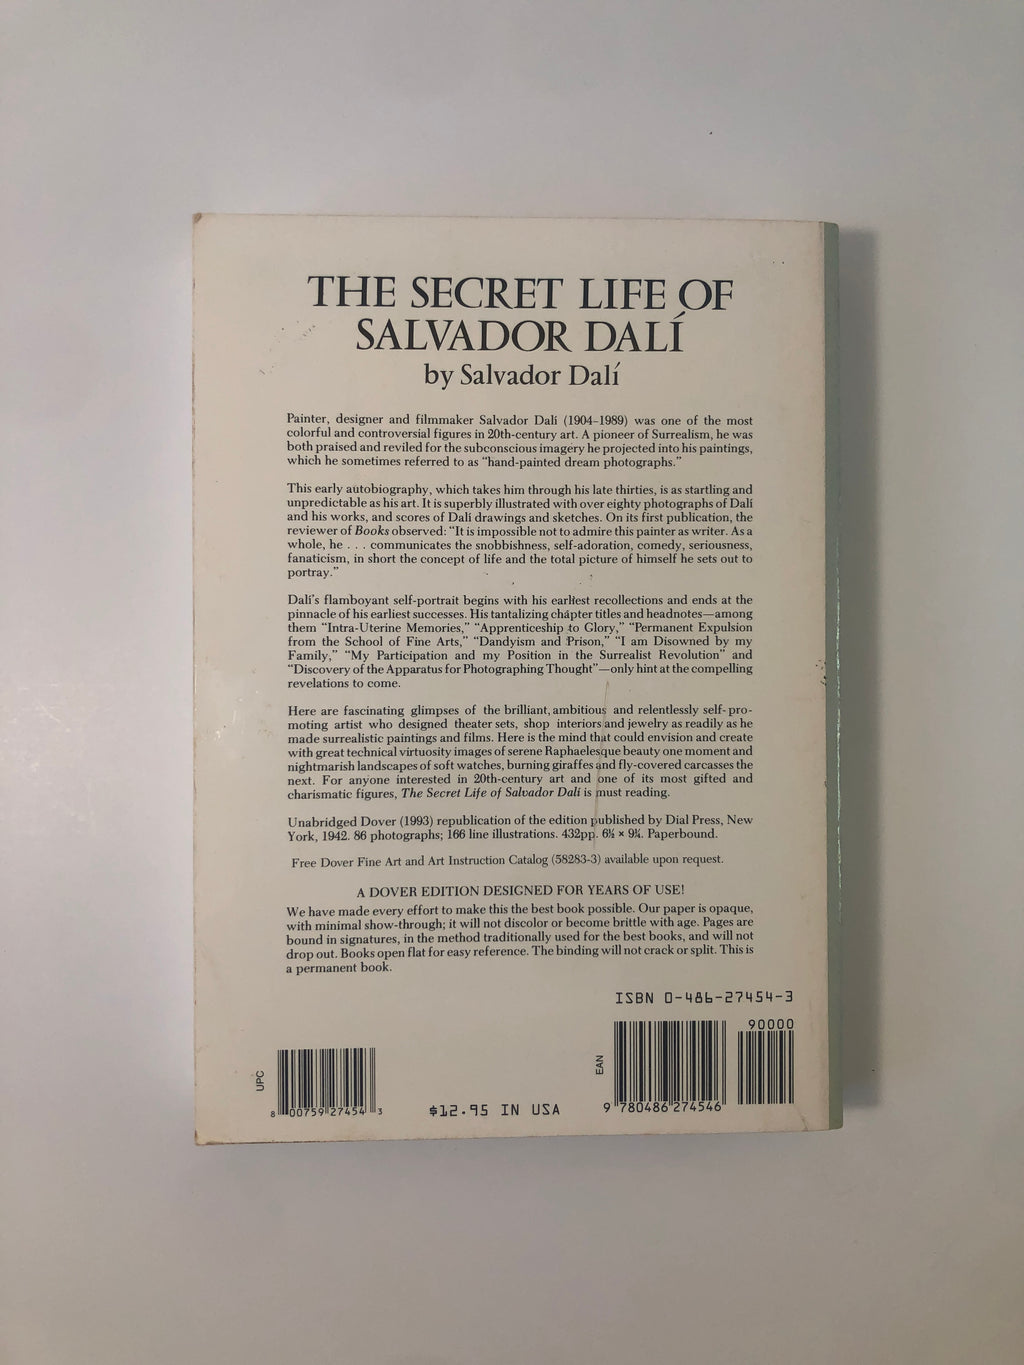 THE SECRET LIFE OF
SALVADOR DALÍ
by Salvador Dalí
Painter, designer and filmmaker Salvador Dalí (1904–1989) was one of the most
colorful and controversial figures in 20th-century art. A pioneer of Surrealism, he was
both praised and reviled for the subconscious imagery he projected into his paintings,
which he sometimes referred to as “hand-painted dream photographs.”
This early autobiography, which takes him through his late thirties, is as startling and
unpredictable as his art. It is superbly illustrated with over eighty photographs of Dalí
and his works, and scores of Dalí drawings and sketches. On its first publication, the
reviewer of Books observed: “It is impossible not to admire this painter as writer. As a
whole, he . . . communicates the snobbishness, self-adoration, comedy, seriousness,
fanaticism, in short the concept of life and the total picture of himself he sets out to
portray.”
Dalí’s flamboyant self-portrait begins with his earliest recollections and ends at the
pinnacle of his earliest successes. His tantalizing chapter titles and headnotes—among
them “Intra-Uterine Memories,” “Apprenticeship to Glory,” “Permanent Expulsion
from the School of Fine Arts,” “Dandyism and Prison,” “I am Disowned by my
Family,” “My Participation and my Position in the Surrealist Revolution” and
“Discovery of the Apparatus for Photographing Thought”—only hint at the compelling
revelations to come.
Here are fascinating glimpses of the brilliant, ambitious and relentlessly self-pro-
moting artist who designed theater sets, shop interiors and jewelry as readily as he
made surrealistic paintings and films. Here is the mind that could envision and create
with great technical virtuosity images of serene Raphaelesque beauty one moment and
nightmarish landscapes of soft watches, burning giraffes and fly-covered carcasses the
next. For anyone interested in 20th-century art and one of its most gifted and
charismatic figures, The Secret Life of Salvador Dalí is must reading.
Unabridged Dover (1993) republication of the edition published by Dial Press, New
York, 1942. 86 photographs; 166 line illustrations. 432pp. 6½ × 9¼. Paperbound.
Free Dover Fine Art and Art Instruction Catalog (58283-3) available upon request.
A DOVER EDITION DESIGNED FOR YEARS OF USE!
We have made every effort to make this the best book possible. Our paper is opaque,
with minimal show-through; it will not discolor or become brittle with age. Pages are
bound in signatures, in the method traditionally used for the best books, and will not
drop out. Books open flat for easy reference. The binding will not crack or split. This is
a permanent book.
ISBN 0-486-27454-3
90000
UPC
8 00759 27454 3
$12.95 IN USA
EAN
9 780486 274546